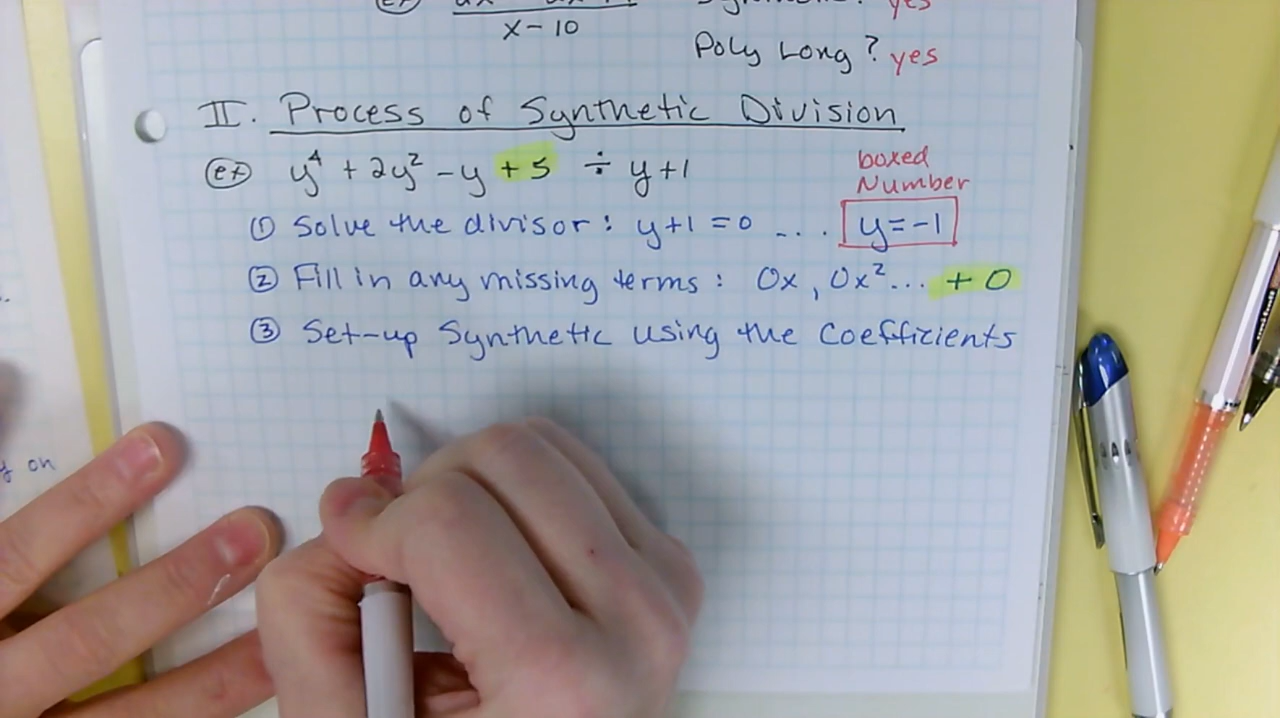 x - 10
yes
Poly Long? yes
II. Process of Synthetic Division
ex y⁴ + 2y² - y + 5 ÷ y + 1
boxed
Number
① Solve the divisor: y+1 = 0 ... y = -1
② Fill in any missing terms: 0x, 0x² ... + 0
③ Set-up Synthetic using the Coefficients
on